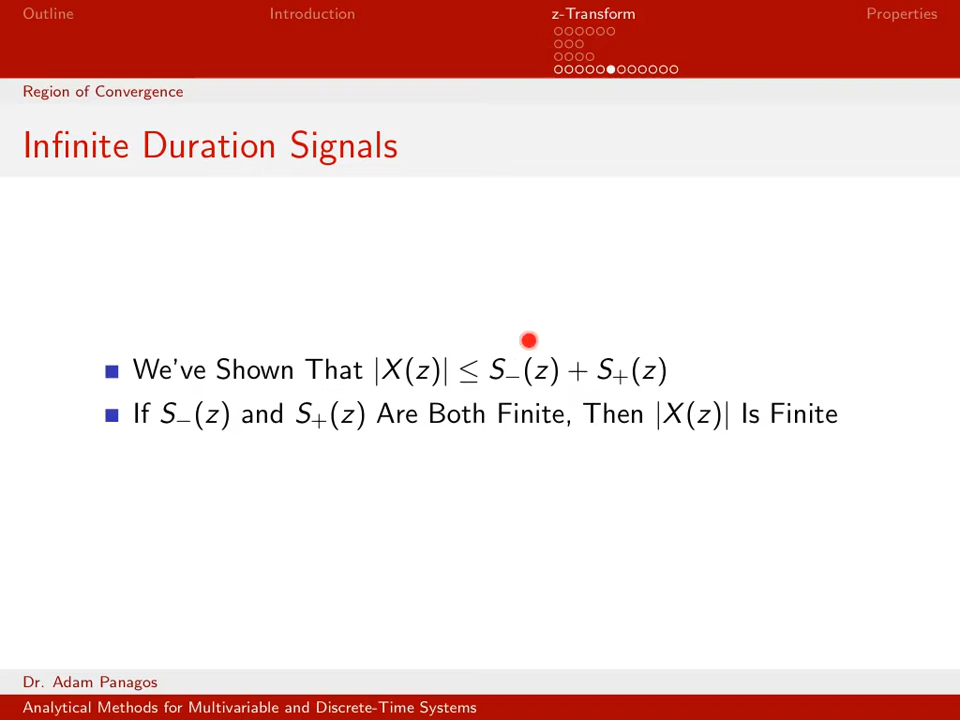 Outline Introduction z-Transform Properties
Region of Convergence
Infinite Duration Signals
We've Shown That |X(z)| ≤ S₋(z) + S₊(z)
If S₋(z) and S₊(z) Are Both Finite, Then |X(z)| Is Finite
Dr. Adam Panagos
Analytical Methods for Multivariable and Discrete-Time Systems